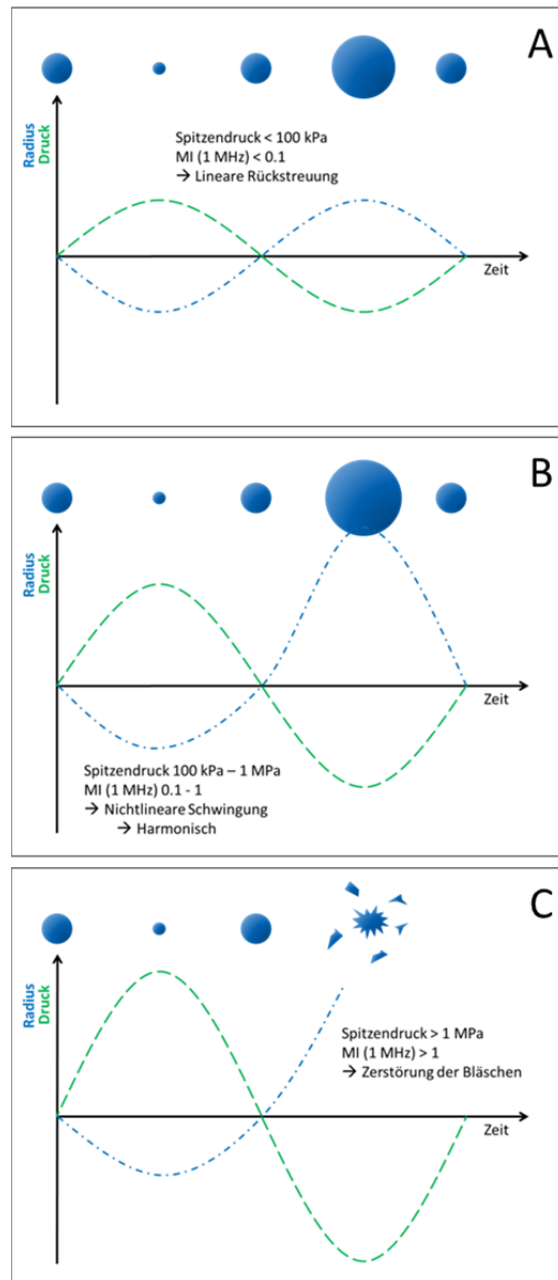 A
Radius
Druck
Spitzendruck < 100 kPa
MI (1 MHz) < 0.1
→ Lineare Rückstreuung
Zeit
B
Radius
Druck
Zeit
Spitzendruck 100 kPa – 1 MPa
MI (1 MHz) 0.1 - 1
→ Nichtlineare Schwingung
→ Harmonisch
C
Radius
Druck
Spitzendruck > 1 MPa
MI (1 MHz) > 1
→ Zerstörung der Bläschen
Zeit